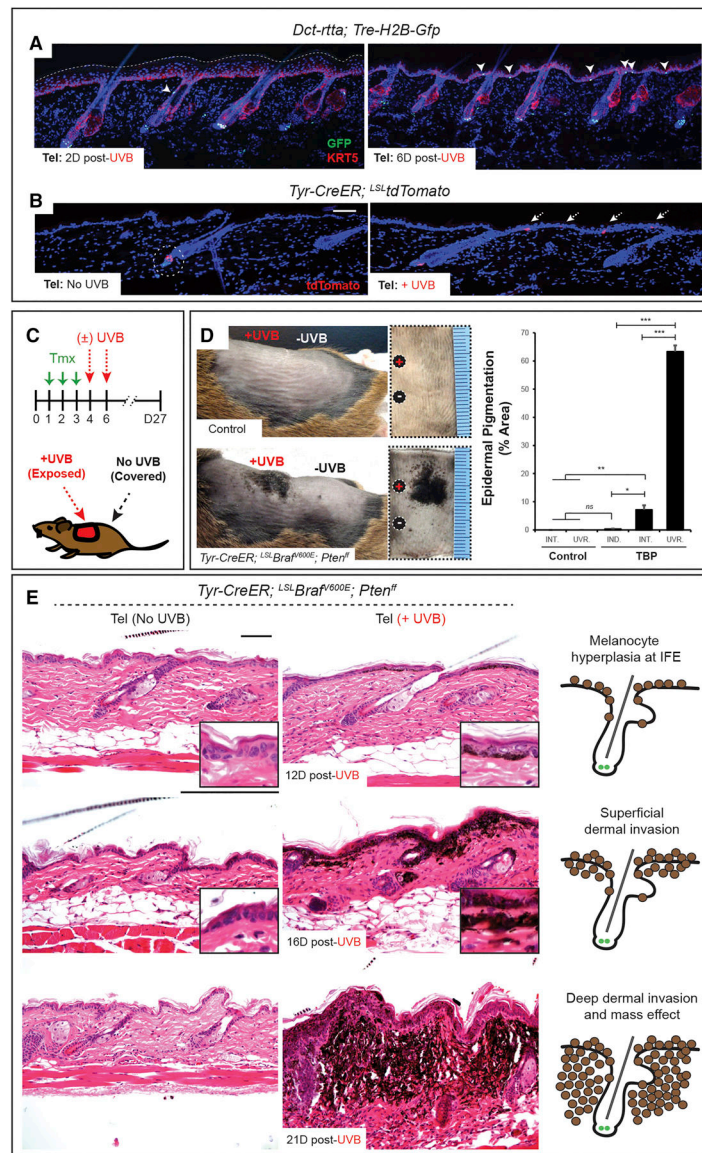 Dct-rtta; Tre-H2B-Gfp
A
Tel: 2D post-UVB
GFP
KRT5
Tel: 6D post-UVB
Tyr-CreER; LSLtdTomato
B
Tel: No UVB
tdTomato
Tel: + UVB
C
(±) UVB
Tmx
0 1 2 3 4 6 D27
+UVB
(Exposed)
No UVB
(Covered)
D
+UVB -UVB
Control
+
-
+UVB -UVB
Tyr-CreER; LSLBrafV600E; Ptenff
+
-
Epidermal Pigmentation
(% Area)
70
60
50
40
30
20
10
0
***
***
**
*
ns
INT. UVR. IND. INT. UVR.
Control TBP
E
Tyr-CreER; LSLBrafV600E; Ptenff
Tel (No UVB) Tel (+ UVB)
12D post-UVB
Melanocyte
hyperplasia at IFE
16D post-UVB
Superficial
dermal invasion
21D post-UVB
Deep dermal invasion
and mass effect